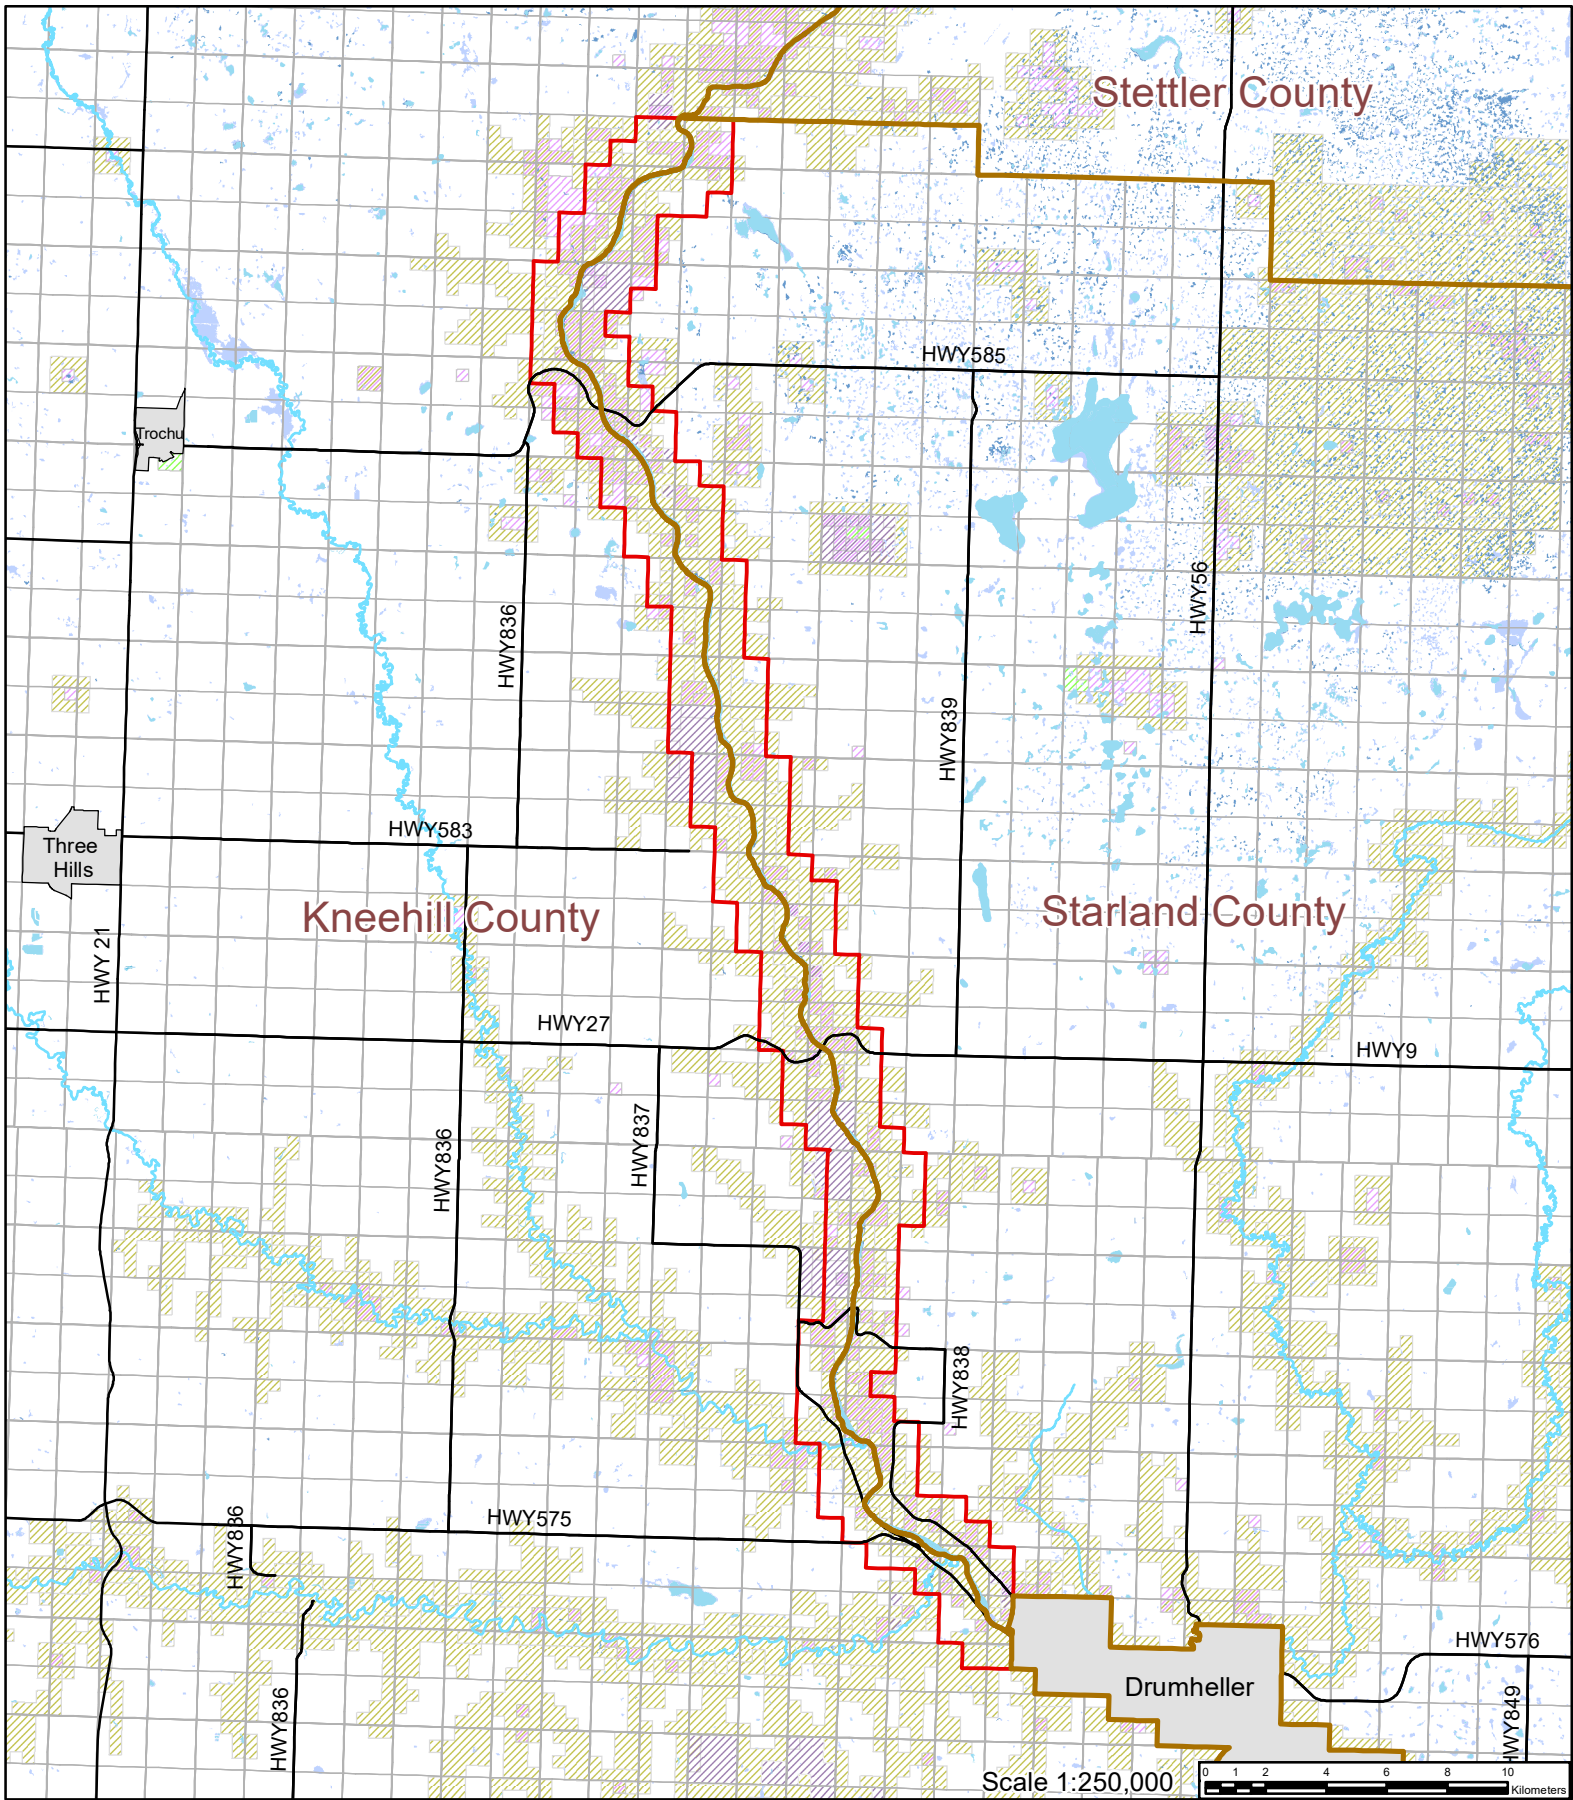 Stettler County
HWY585
Trochu
HWY56
HWY836
HWY839
HWY583
Three
Hills
Kneehill County
Starland County
HWY 21
HWY27
HWY9
HWY837
HWY836
HWY838
HWY575
HWY836
HWY576
Drumheller
HWY836
HWY849
Scale 1:250,000
0 1 2 4 6 8 10
Kilometers